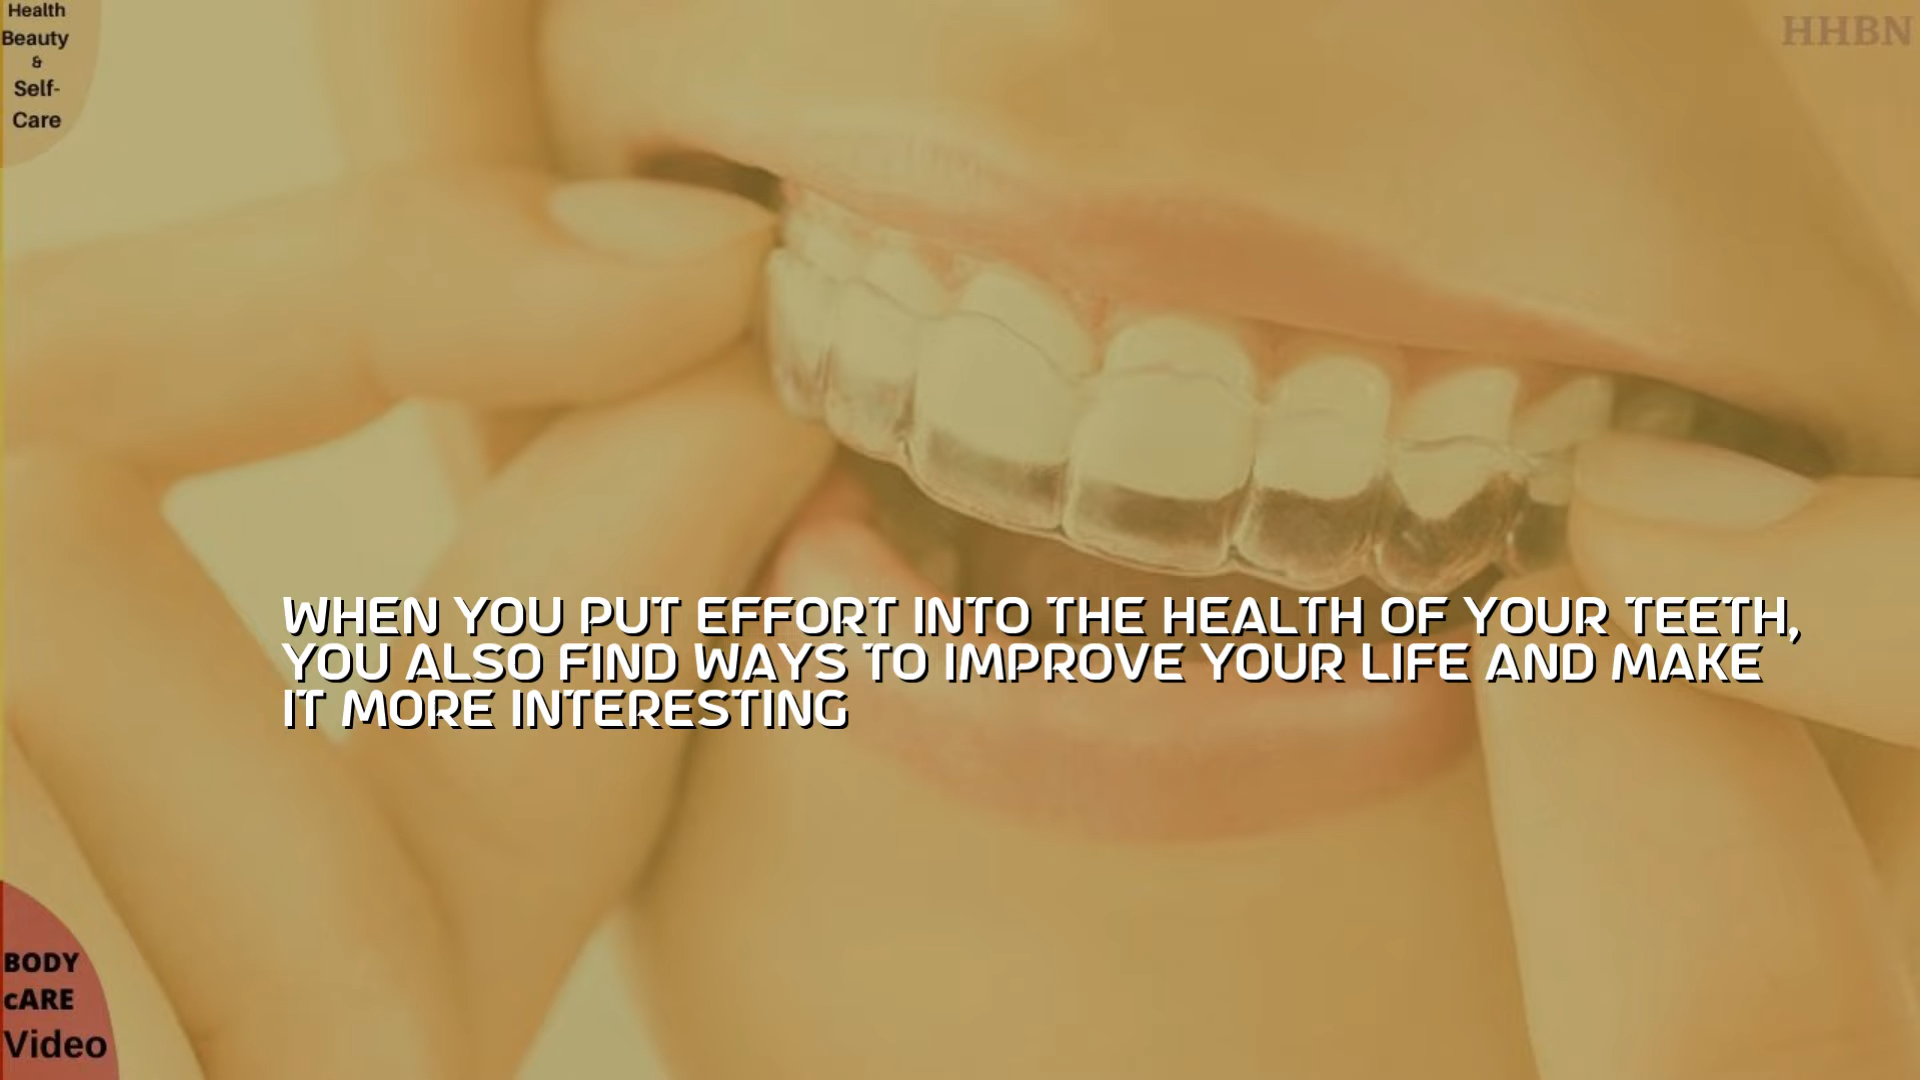 Health
Beauty
&
Self-
Care
HHBN
WHEN YOU PUT EFFORT INTO THE HEALTH OF YOUR TEETH,
YOU ALSO FIND WAYS TO IMPROVE YOUR LIFE AND MAKE
IT MORE INTERESTING
BODY
cARE
Video